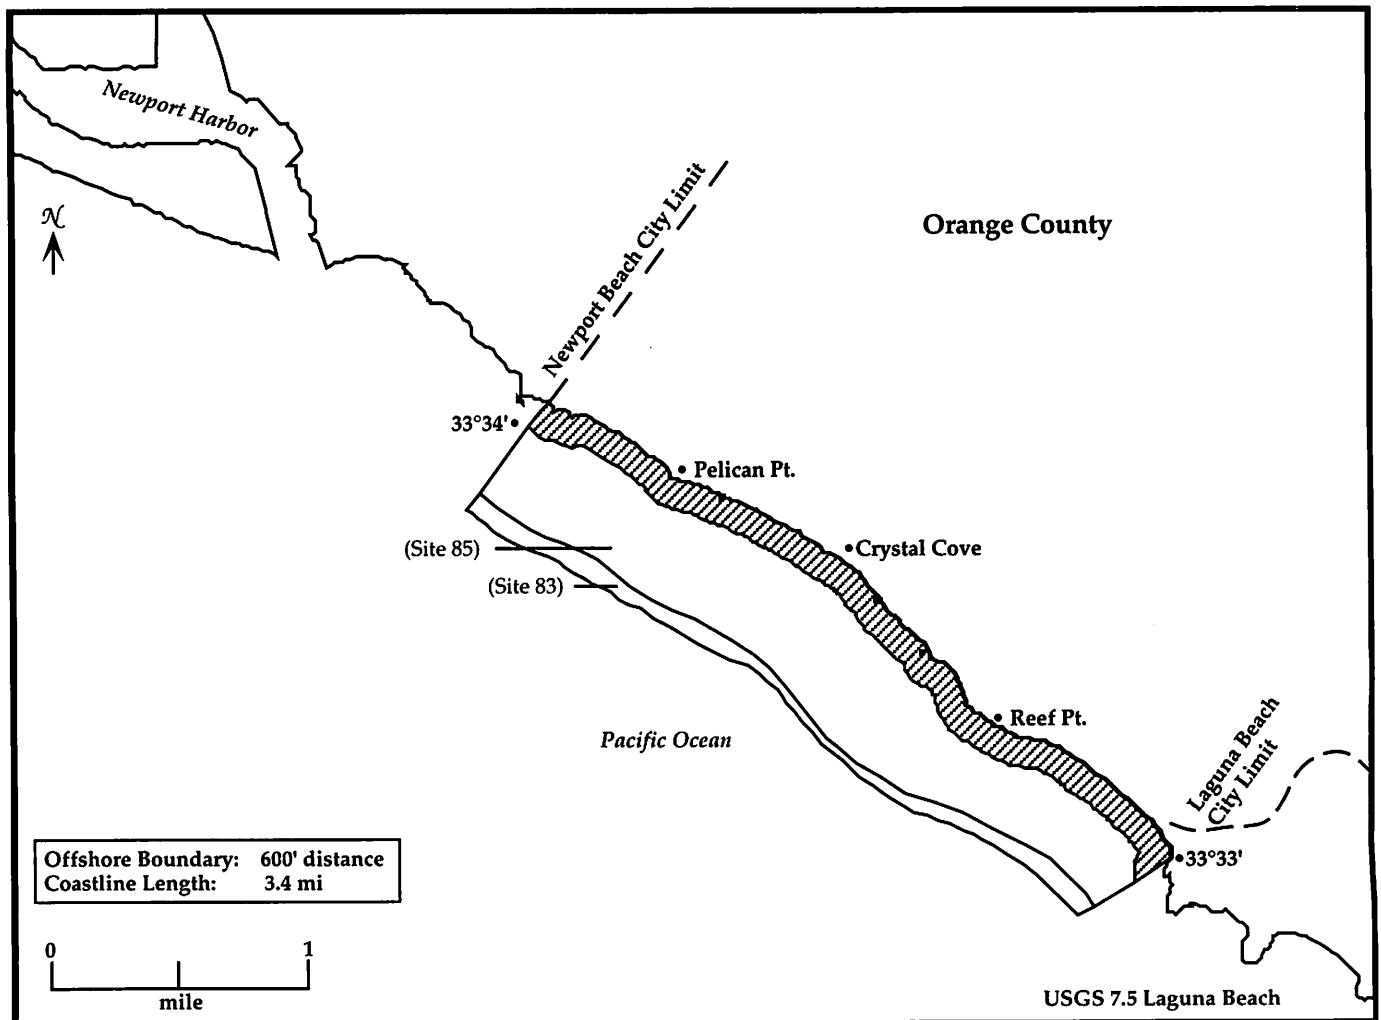 Newport Harbor
N
Newport Beach City Limit
Orange County
33°34'
Pelican Pt.
(Site 85)
Crystal Cove
(Site 83)
Reef Pt.
Pacific Ocean
Laguna Beach
City Limit
33°33'
Offshore Boundary: 600' distance
Coastline Length: 3.4 mi
0 1
mile
USGS 7.5 Laguna Beach